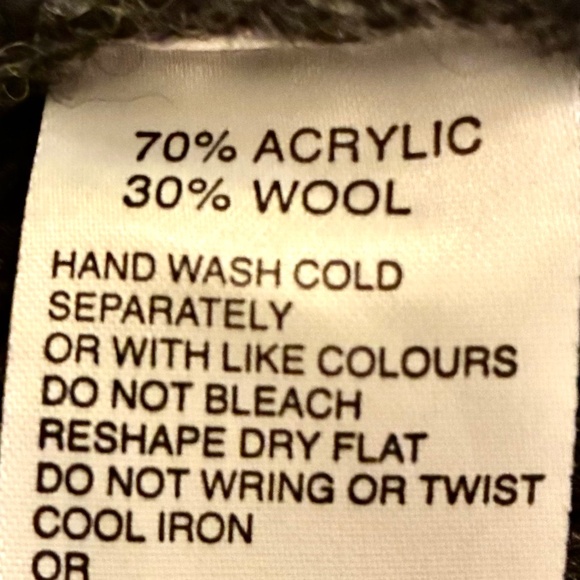 70% ACRYLIC
30% WOOL
HAND WASH COLD
SEPARATELY
OR WITH LIKE COLOURS
DO NOT BLEACH
RESHAPE DRY FLAT
DO NOT WRING OR TWIST
COOL IRON
OR